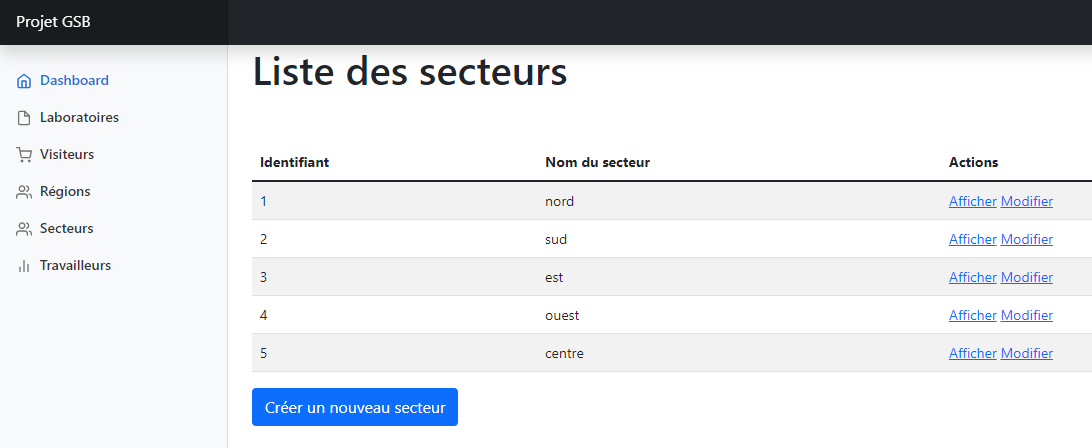 Projet GSB
Dashboard
Laboratoires
Visiteurs
Régions
Secteurs
Travailleurs
Liste des secteurs
Identifiant Nom du secteur Actions
1 nord Afficher Modifier
2 sud Afficher Modifier
3 est Afficher Modifier
4 ouest Afficher Modifier
5 centre Afficher Modifier
Créer un nouveau secteur